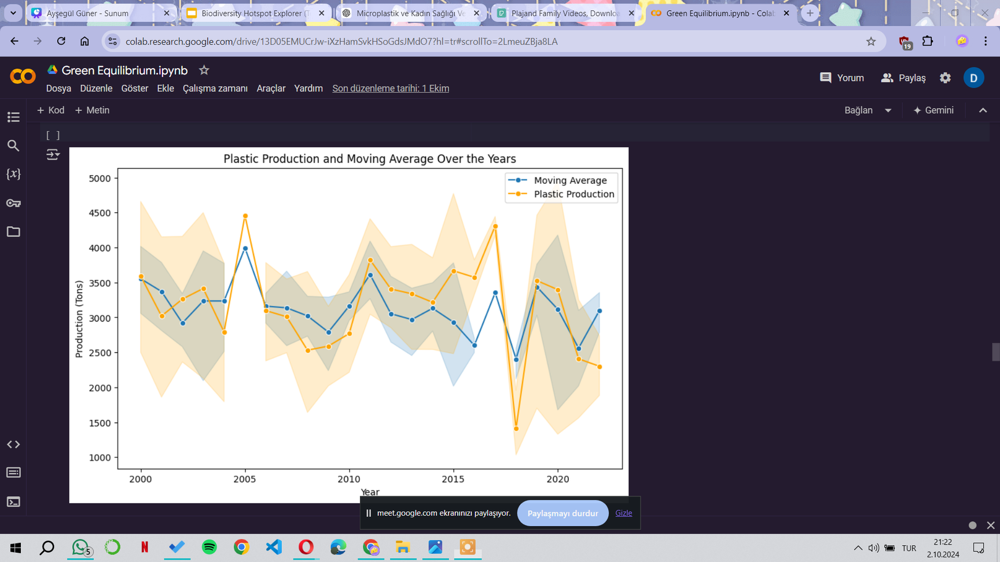 Ayşegül Güner - Sunum
Biodiversity Hotspot Explorer (T
Microplastik ve Kadın Sağlığı Ve
Plajand Family Videos, Downloa
Green Equilibrium.ipynb - Colab
colab.research.google.com/drive/13D05EMUCrJw-iXzHamSvkHSoGdsJMdO7?hl=tr#scrollTo=2LmeuZBja8LA
19
Green Equilibrium.ipynb
Yorum
Paylaş
D
Dosya Düzenle Göster Ekle Çalışma zamanı Araçlar Yardım Son düzenleme tarihi: 1 Ekim
+ Kod + Metin
Bağlan
Gemini
[ ]
{x}
Plastic Production and Moving Average Over the Years
Moving Average
Plastic Production
5000
4500
4000
3500
3000
2500
2000
1500
1000
Production (Tons)
2000 2005 2010 2015 2020
Year
meet.google.com ekranınızı paylaşıyor.
Paylaşmayı durdur
Gizle
5
N
TUR
21:22
2.10.2024